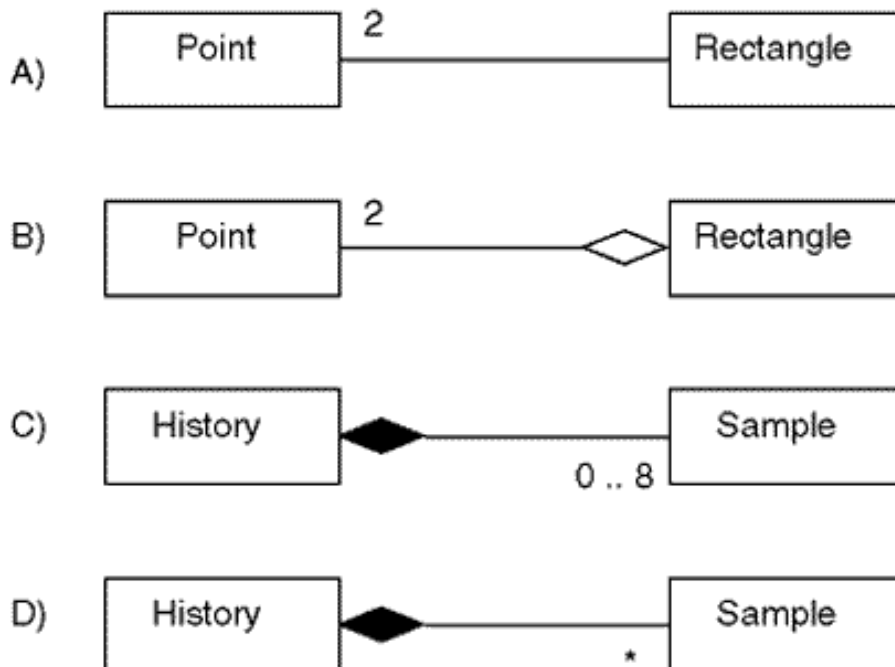 2
A) Point Rectangle
2
B) Point Rectangle
C) History Sample
0 .. 8
D) History Sample
*